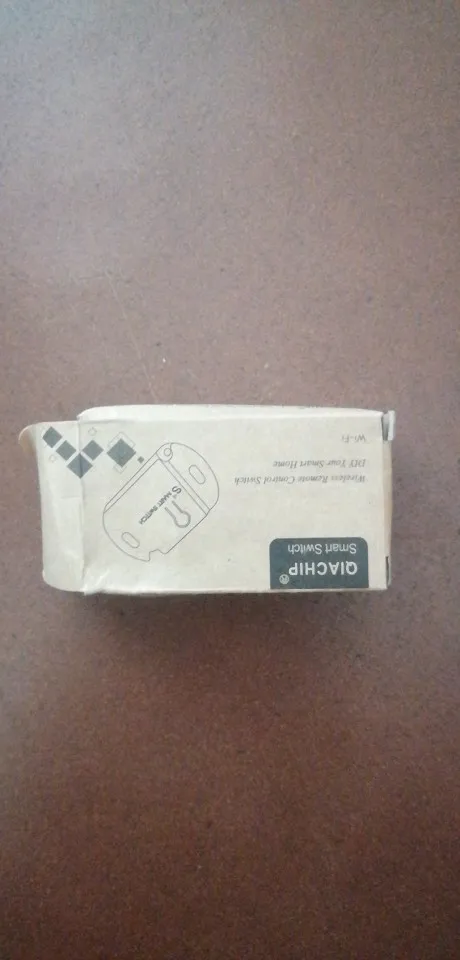 QIACHIP®
Smart Switch
Wireless Remote Control Switch
DIY Your Smart Home
Wi-Fi
SMART SWITCH